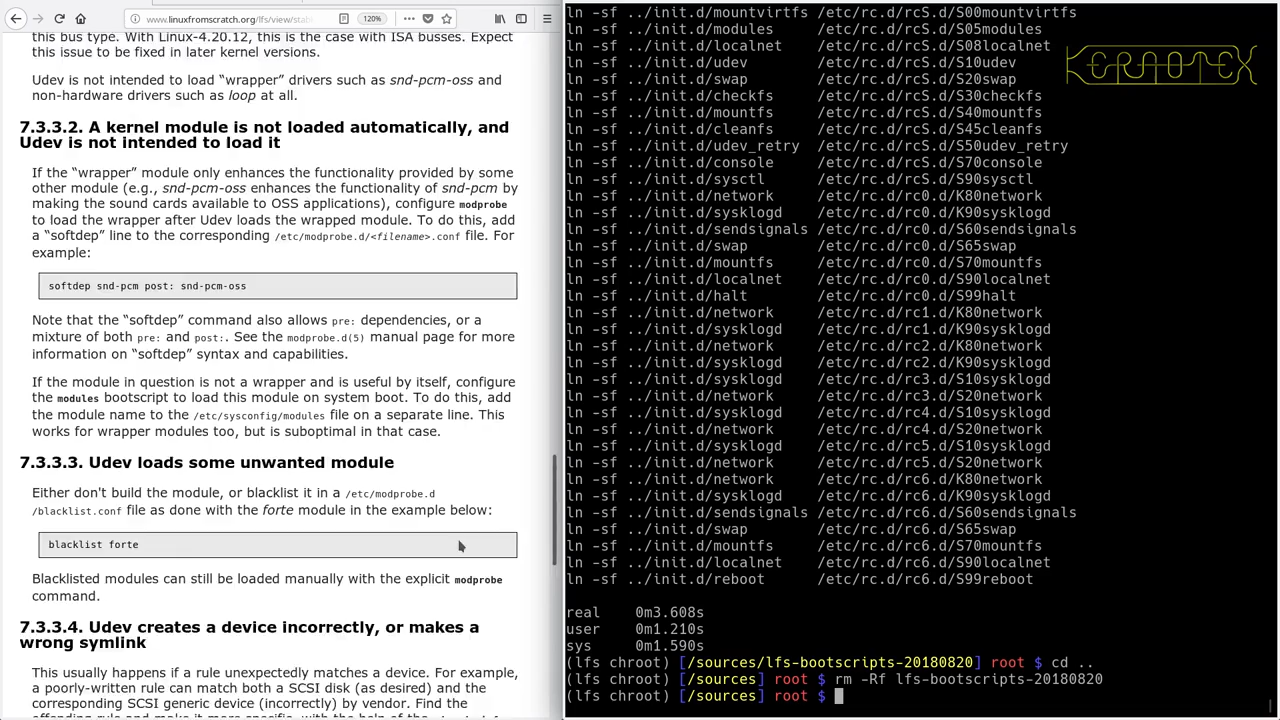 www.linuxfromscratch.org/lfs/view/stab
120%
this bus type. With Linux-4.20.12, this is the case with ISA busses. Expect
this issue to be fixed in later kernel versions.
Udev is not intended to load “wrapper” drivers such as snd-pcm-oss and
non-hardware drivers such as loop at all.
7.3.3.2. A kernel module is not loaded automatically, and
Udev is not intended to load it
If the “wrapper” module only enhances the functionality provided by some
other module (e.g., snd-pcm-oss enhances the functionality of snd-pcm by
making the sound cards available to OSS applications), configure modprobe
to load the wrapper after Udev loads the wrapped module. To do this, add
a “softdep” line to the corresponding /etc/modprobe.d/<filename>.conf file. For
example:
softdep snd-pcm post: snd-pcm-oss
Note that the “softdep” command also allows pre: dependencies, or a
mixture of both pre: and post:. See the modprobe.d(5) manual page for more
information on “softdep” syntax and capabilities.
If the module in question is not a wrapper and is useful by itself, configure
the modules bootscript to load this module on system boot. To do this, add
the module name to the /etc/sysconfig/modules file on a separate line. This
works for wrapper modules too, but is suboptimal in that case.
7.3.3.3. Udev loads some unwanted module
Either don't build the module, or blacklist it in a /etc/modprobe.d
/blacklist.conf file as done with the forte module in the example below:
blacklist forte
Blacklisted modules can still be loaded manually with the explicit modprobe
command.
7.3.3.4. Udev creates a device incorrectly, or makes a
wrong symlink
This usually happens if a rule unexpectedly matches a device. For example,
a poorly-written rule can match both a SCSI disk (as desired) and the
corresponding SCSI generic device (incorrectly) by vendor. Find the
ln -sf ../init.d/mountvirtfs /etc/rc.d/rcS.d/S00mountvirtfs
ln -sf ../init.d/modules /etc/rc.d/rcS.d/S05modules
ln -sf ../init.d/localnet /etc/rc.d/rcS.d/S08localnet
ln -sf ../init.d/udev /etc/rc.d/rcS.d/S10udev
ln -sf ../init.d/swap /etc/rc.d/rcS.d/S20swap
ln -sf ../init.d/checkfs /etc/rc.d/rcS.d/S30checkfs
ln -sf ../init.d/mountfs /etc/rc.d/rcS.d/S40mountfs
ln -sf ../init.d/cleanfs /etc/rc.d/rcS.d/S45cleanfs
ln -sf ../init.d/udev_retry /etc/rc.d/rcS.d/S50udev_retry
ln -sf ../init.d/console /etc/rc.d/rcS.d/S70console
ln -sf ../init.d/sysctl /etc/rc.d/rcS.d/S90sysctl
ln -sf ../init.d/network /etc/rc.d/rc0.d/K80network
ln -sf ../init.d/sysklogd /etc/rc.d/rc0.d/K90sysklogd
ln -sf ../init.d/sendsignals /etc/rc.d/rc0.d/S60sendsignals
ln -sf ../init.d/swap /etc/rc.d/rc0.d/S65swap
ln -sf ../init.d/mountfs /etc/rc.d/rc0.d/S70mountfs
ln -sf ../init.d/localnet /etc/rc.d/rc0.d/S90localnet
ln -sf ../init.d/halt /etc/rc.d/rc0.d/S99halt
ln -sf ../init.d/network /etc/rc.d/rc1.d/K80network
ln -sf ../init.d/sysklogd /etc/rc.d/rc1.d/K90sysklogd
ln -sf ../init.d/network /etc/rc.d/rc2.d/K80network
ln -sf ../init.d/sysklogd /etc/rc.d/rc2.d/K90sysklogd
ln -sf ../init.d/sysklogd /etc/rc.d/rc3.d/S10sysklogd
ln -sf ../init.d/network /etc/rc.d/rc3.d/S20network
ln -sf ../init.d/sysklogd /etc/rc.d/rc4.d/S10sysklogd
ln -sf ../init.d/network /etc/rc.d/rc4.d/S20network
ln -sf ../init.d/sysklogd /etc/rc.d/rc5.d/S10sysklogd
ln -sf ../init.d/network /etc/rc.d/rc5.d/S20network
ln -sf ../init.d/network /etc/rc.d/rc6.d/K80network
ln -sf ../init.d/sysklogd /etc/rc.d/rc6.d/K90sysklogd
ln -sf ../init.d/sendsignals /etc/rc.d/rc6.d/S60sendsignals
ln -sf ../init.d/swap /etc/rc.d/rc6.d/S65swap
ln -sf ../init.d/mountfs /etc/rc.d/rc6.d/S70mountfs
ln -sf ../init.d/localnet /etc/rc.d/rc6.d/S90localnet
ln -sf ../init.d/reboot /etc/rc.d/rc6.d/S99reboot
real 0m3.608s
user 0m1.210s
sys 0m1.590s
(lfs chroot) [/sources/lfs-bootscripts-20180820] root $ cd ..
(lfs chroot) [/sources] root $ rm -Rf lfs-bootscripts-20180820
(lfs chroot) [/sources] root $